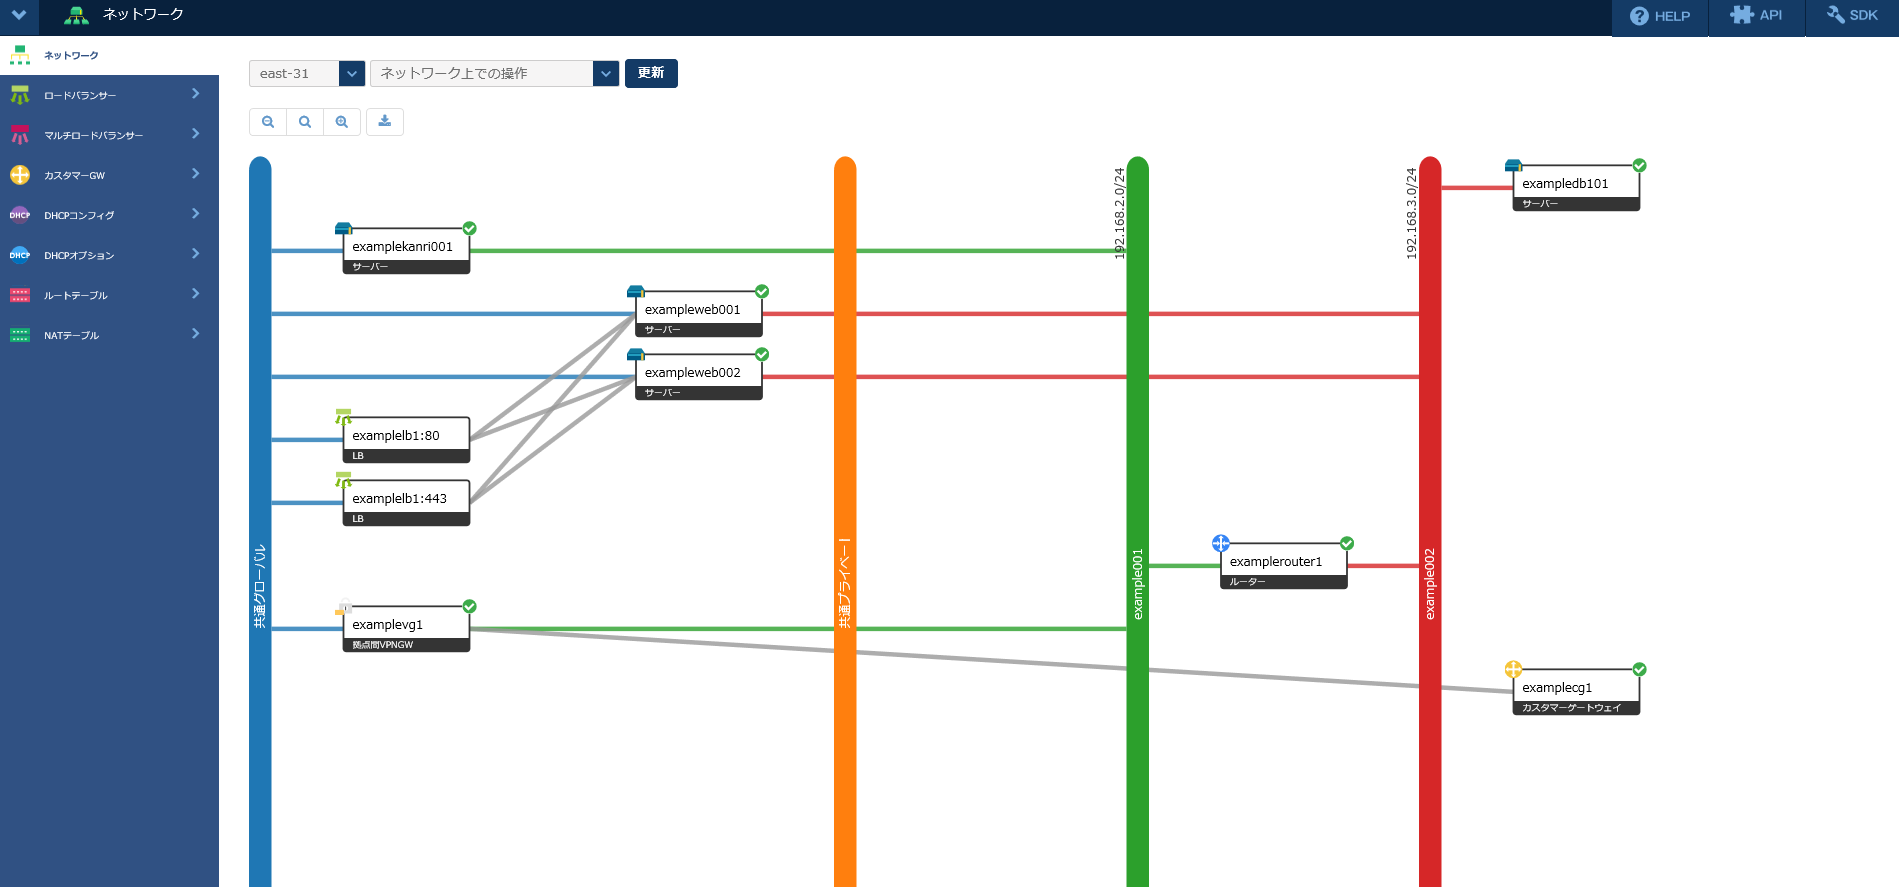 ネットワーク
HELP
API
SDK
ネットワーク
ロードバランサー
マルチロードバランサー
カスタマーGW
DHCP
DHCPコンフィグ
DHCP
DHCPオプション
ルートテーブル
NATテーブル
east-31
ネットワーク上での操作
更新
共通グローバル
共通プライベート
192.168.2.0/24
example001
192.168.3.0/24
example002
exampledb101
サーバー
examplekanri001
サーバー
exampleweb001
サーバー
exampleweb002
サーバー
examplelb1:80
LB
examplelb1:443
LB
examplerouter1
ルーター
examplevg1
拠点間VPNGW
examplecg1
カスタマーゲートウェイ